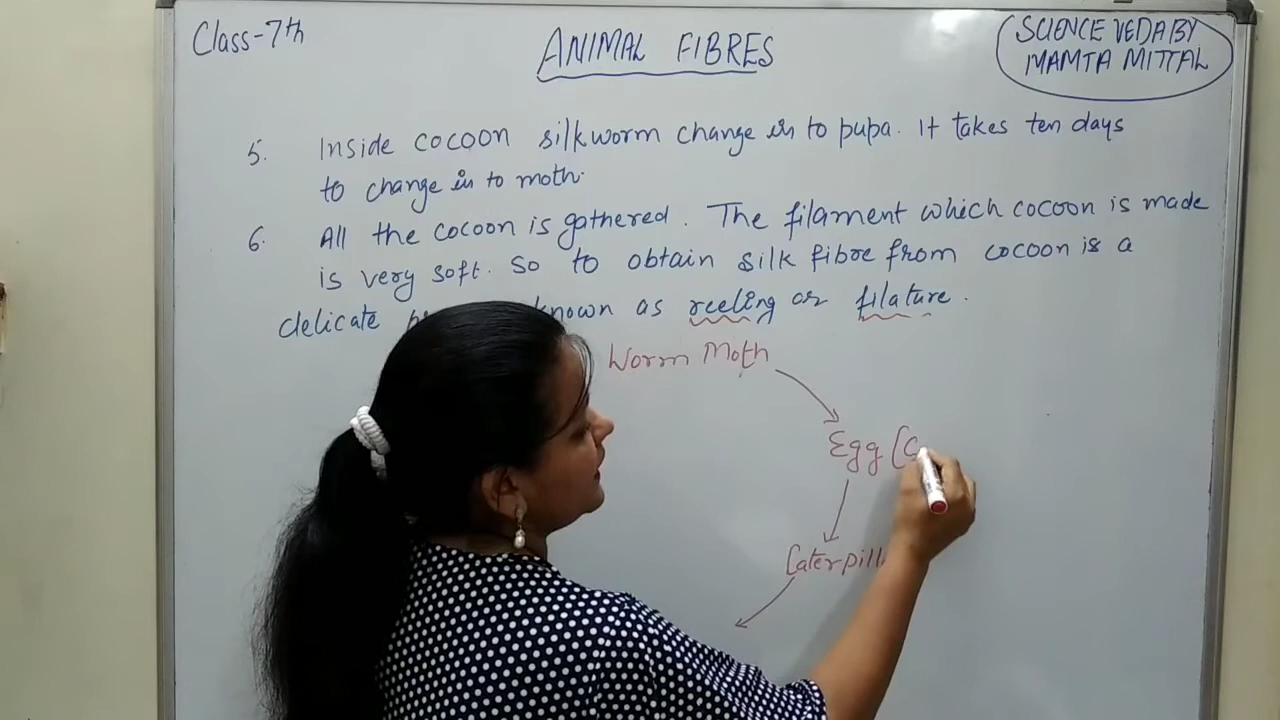 Class-7th
ANIMAL FIBRES
SCIENCE VEDA BY
MAMTA MITTAL
5. Inside cocoon silkworm change in to pupa. It takes ten days
to change in to moth.
6. All the cocoon is gathered. The filament which cocoon is made
is very soft. So to obtain silk fibre from cocoon is a
delicate known as reeling or filature.
Worm Moth
Egg (
Caterpill